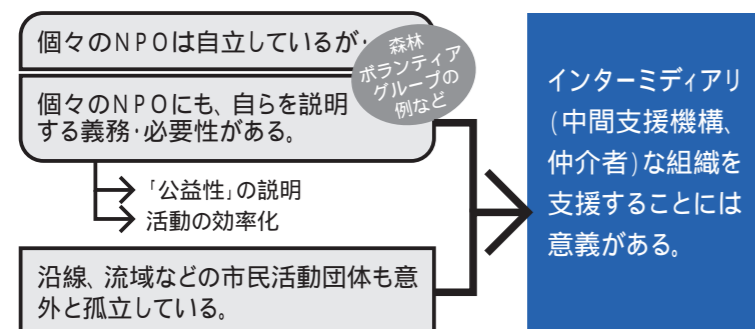 個々のNPOは自立しているが・
森林
ボランティア
グループの
例など
個々のNPOにも、自らを説明
する義務・必要性がある。
「公益性」の説明
活動の効率化
沿線、流域などの市民活動団体も意
外と孤立している。
インターミディアリ
(中間支援機構、
仲介者)な組織を
支援することには
意義がある。